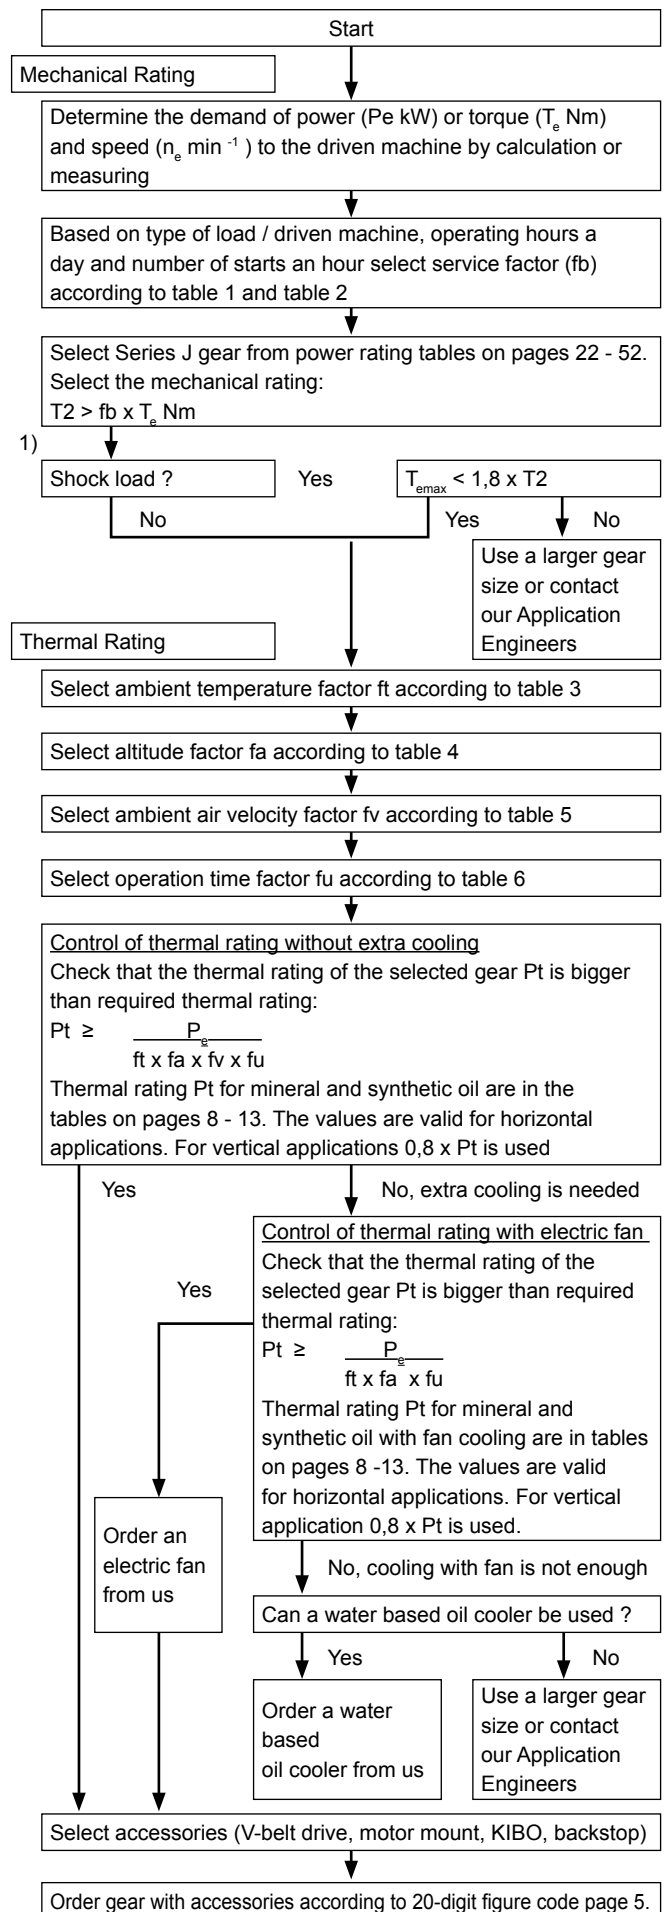 Start
Mechanical Rating
Determine the demand of power (Pe kW) or torque (Te Nm)
and speed (ne min -1 ) to the driven machine by calculation or
measuring
Based on type of load / driven machine, operating hours a
day and number of starts an hour select service factor (fb)
according to table 1 and table 2
Select Series J gear from power rating tables on pages 22 - 52.
Select the mechanical rating:
T2 > fb x Te Nm
1)
Shock load ? Yes Temax < 1,8 x T2
No Yes No
Use a larger gear
size or contact
our Application
Engineers
Thermal Rating
Select ambient temperature factor ft according to table 3
Select altitude factor fa according to table 4
Select ambient air velocity factor fv according to table 5
Select operation time factor fu according to table 6
Control of thermal rating without extra cooling
Check that the thermal rating of the selected gear Pt is bigger
than required thermal rating:
Pt ≥ Pe
ft x fa x fv x fu
Thermal rating Pt for mineral and synthetic oil are in the
tables on pages 8 - 13. The values are valid for horizontal
applications. For vertical applications 0,8 x Pt is used
Yes No, extra cooling is needed
Control of thermal rating with electric fan
Check that the thermal rating of the
selected gear Pt is bigger than required
thermal rating:
Pt ≥ Pe
ft x fa x fu
Thermal rating Pt for mineral and
synthetic oil with fan cooling are in tables
on pages 8 -13. The values are valid
for horizontal applications. For vertical
application 0,8 x Pt is used.
Yes
Order an
electric fan
from us
No, cooling with fan is not enough
Can a water based oil cooler be used ?
Yes No
Order a water
based
oil cooler from us
Use a larger gear
size or contact
our Application
Engineers
Select accessories (V-belt drive, motor mount, KIBO, backstop)
Order gear with accessories according to 20-digit figure code page 5.